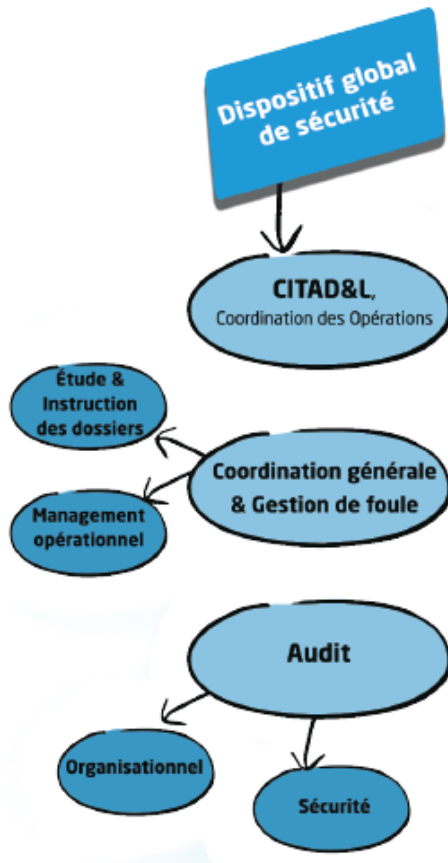 Dispositif global
de sécurité
CITAD&L,
Coordination des Opérations
Étude &
Instruction
des dossiers
Coordination générale
& Gestion de foule
Management
opérationnel
Audit
Organisationnel
Sécurité